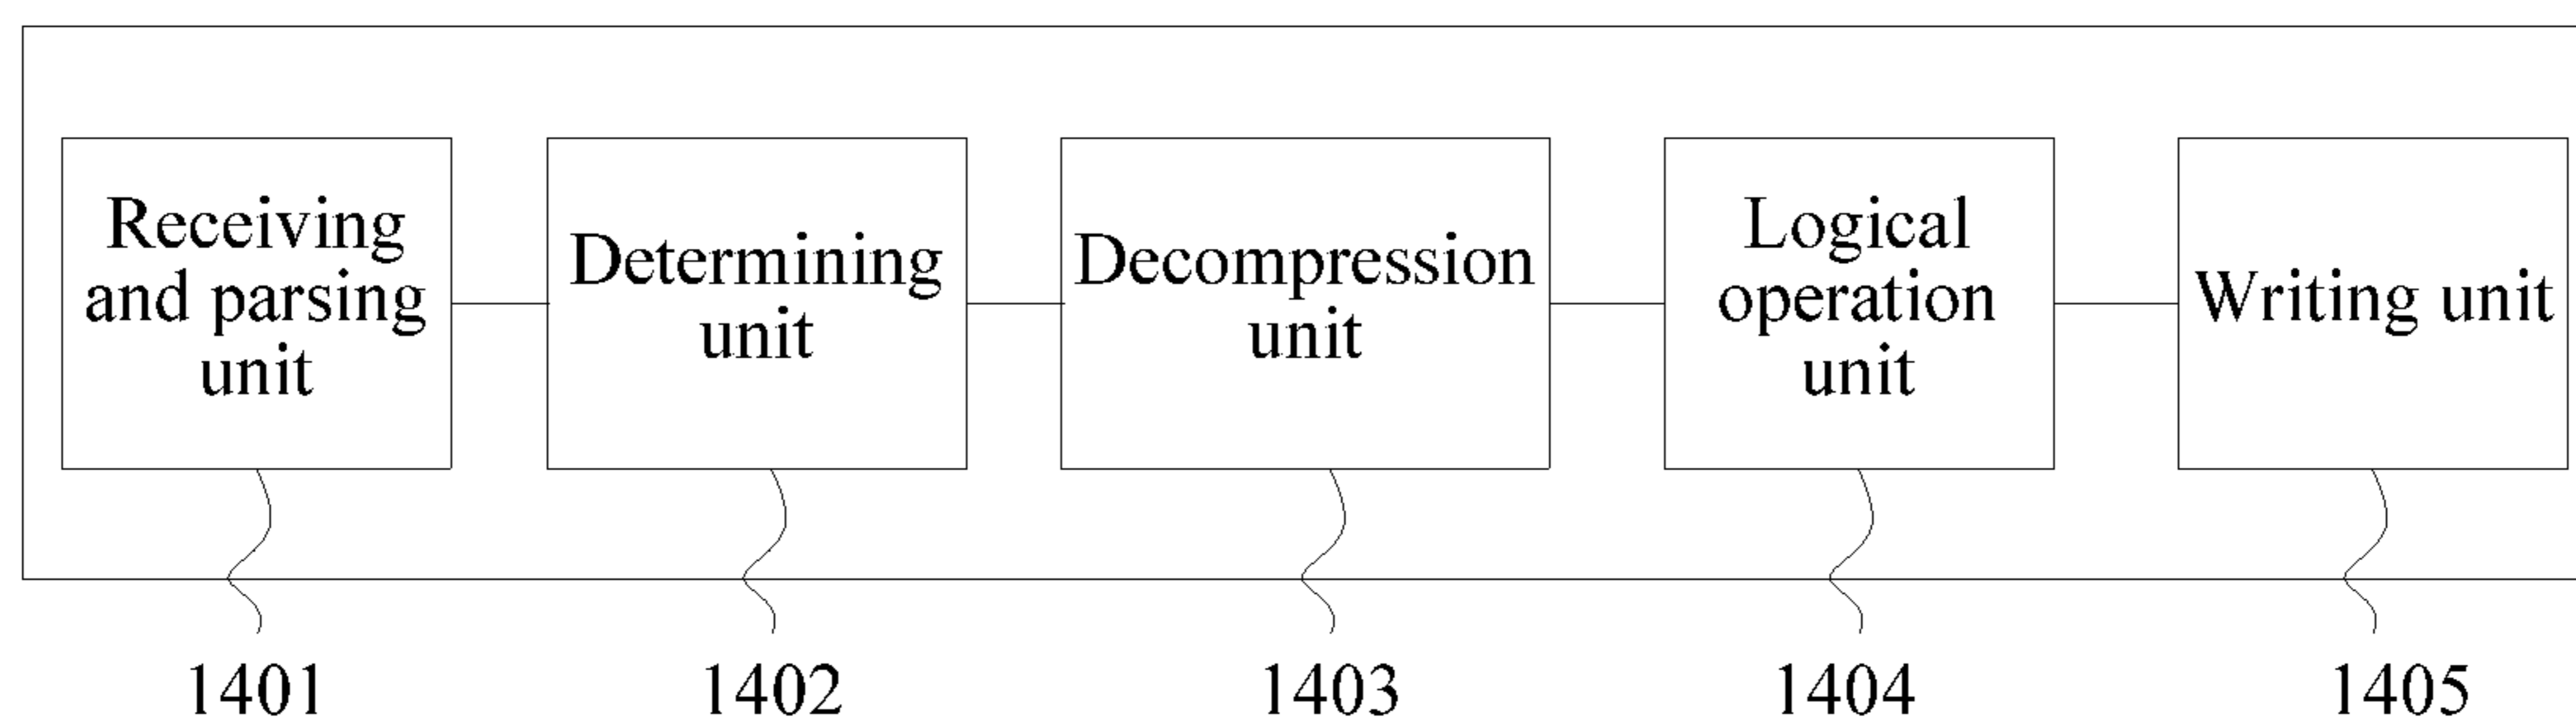 Receiving
and parsing
unit
Determining
unit
Decompression
unit
Logical
operation
unit
Writing unit
1401
1402
1403
1404
1405